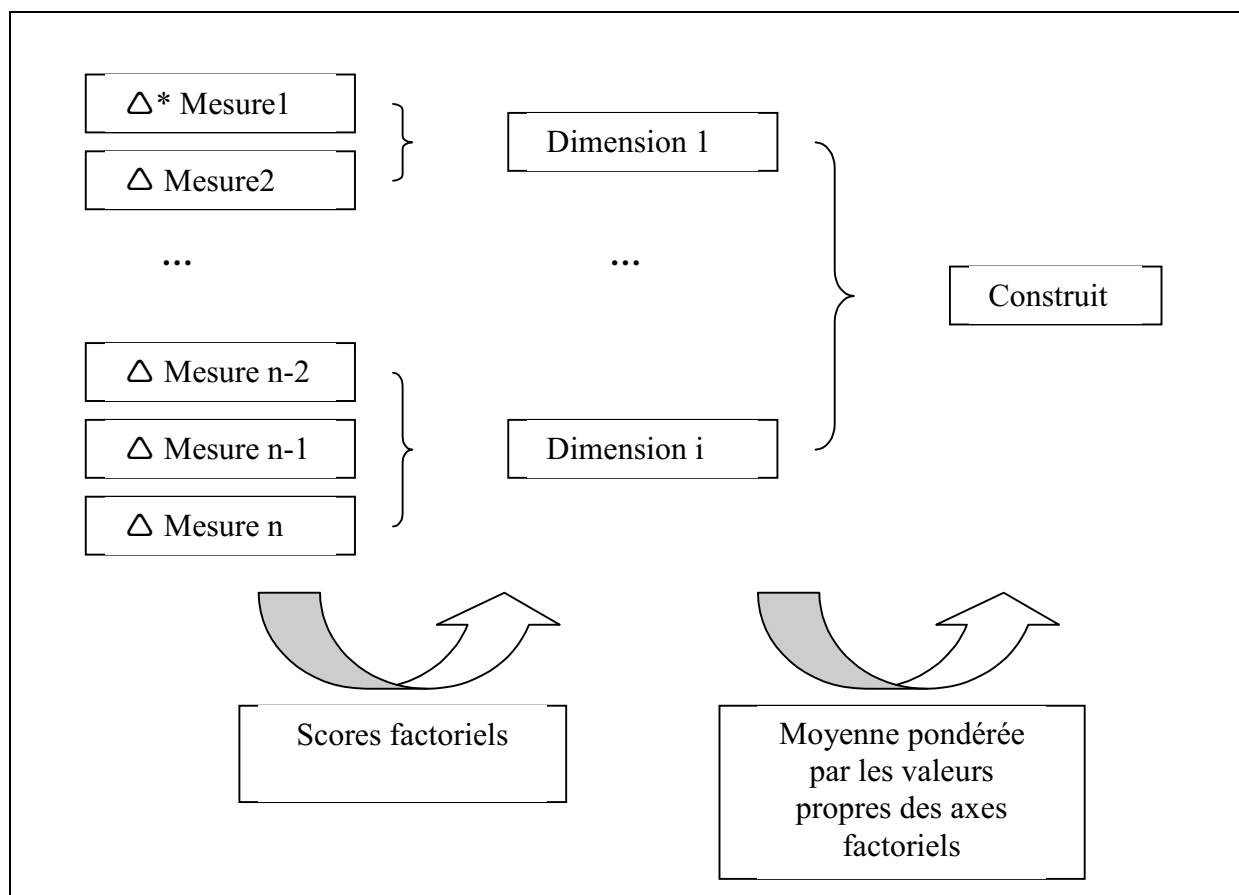 △* Mesure1
△ Mesure2
...
△ Mesure n-2
△ Mesure n-1
△ Mesure n
Dimension 1
...
Dimension i
Construit
Scores factoriels
Moyenne pondérée
par les valeurs
propres des axes
factoriels